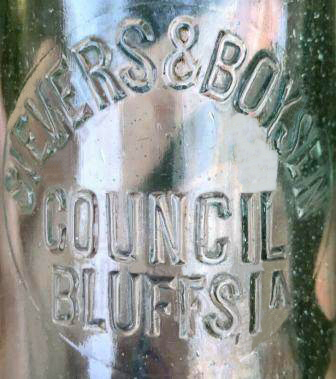 SIEVERS & BOYSEN
COUNCIL
BLUFFS IA